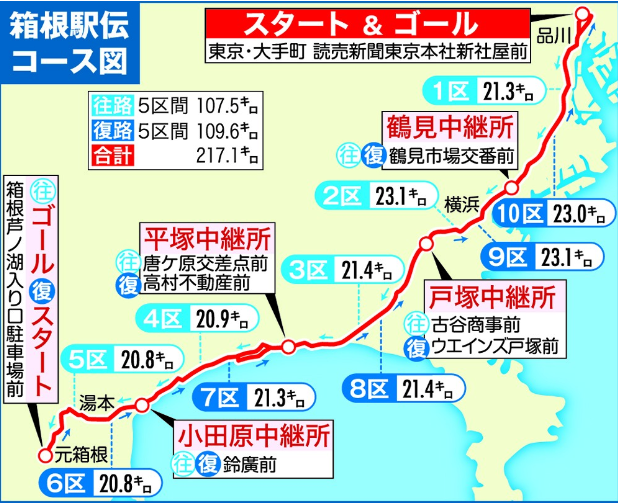 箱根駅伝
コース図
スタート & ゴール
東京・大手町 読売新聞東京本社新社屋前
品川
往路 5区間 107.5キロ
復路 5区間 109.6キロ
合計 217.1キロ
1区 21.3キロ
鶴見中継所
往 復 鶴見市場交番前
2区 23.1キロ
横浜
10区 23.0キロ
9区 23.1キロ
往 ゴール 復 スタート
箱根芦ノ湖入り口駐車場前
平塚中継所
往 唐ケ原交差点前
復 高村不動産前
3区 21.4キロ
戸塚中継所
往 古谷商事前
復 ウエインズ戸塚前
4区 20.9キロ
5区 20.8キロ
7区 21.3キロ
8区 21.4キロ
湯本
小田原中継所
往 復 鈴廣前
元箱根
6区 20.8キロ